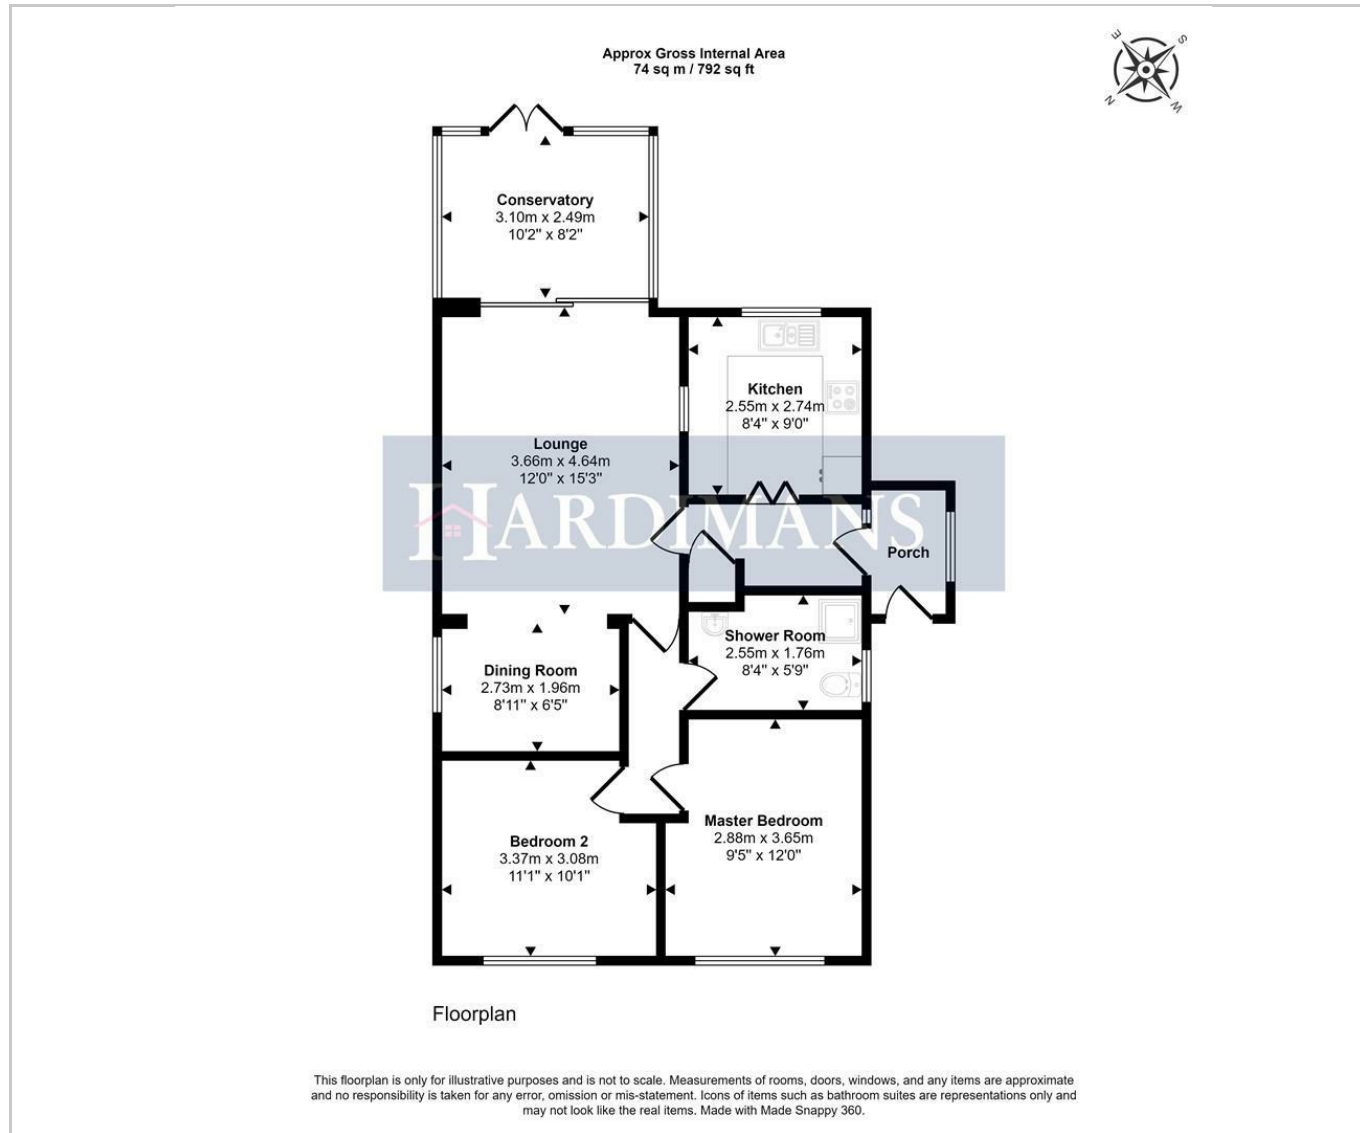 Approx Gross Internal Area
74 sq m / 792 sq ft
E
S
N
W
Conservatory
3.10m x 2.49m
10'2" x 8'2"
Kitchen
2.55m x 2.74m
8'4" x 9'0"
Lounge
3.66m x 4.64m
12'0" x 15'3"
HARDIMANS
Porch
Shower Room
2.55m x 1.76m
8'4" x 5'9"
Dining Room
2.73m x 1.96m
8'11" x 6'5"
Master Bedroom
2.88m x 3.65m
9'5" x 12'0"
Bedroom 2
3.37m x 3.08m
11'1" x 10'1"
Floorplan
This floorplan is only for illustrative purposes and is not to scale. Measurements of rooms, doors, windows, and any items are approximate
and no responsibility is taken for any error, omission or mis-statement. Icons of items such as bathroom suites are representations only and
may not look like the real items. Made with Made Snappy 360.